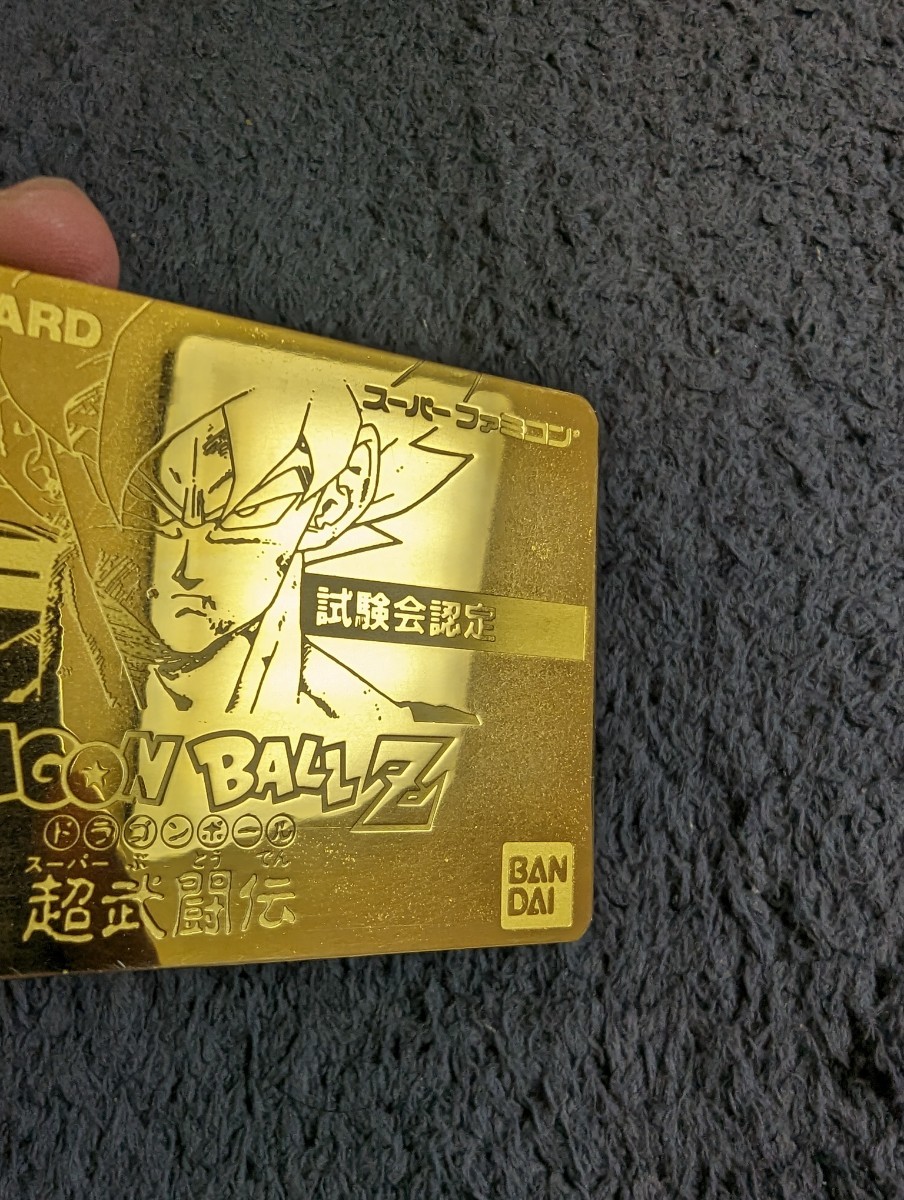 ARD
スーパーファミコン®
試験会認定
AGON BALL Z
ドラゴンボール
スーパー ぶ とう でん
超武闘伝
BAN
DAI